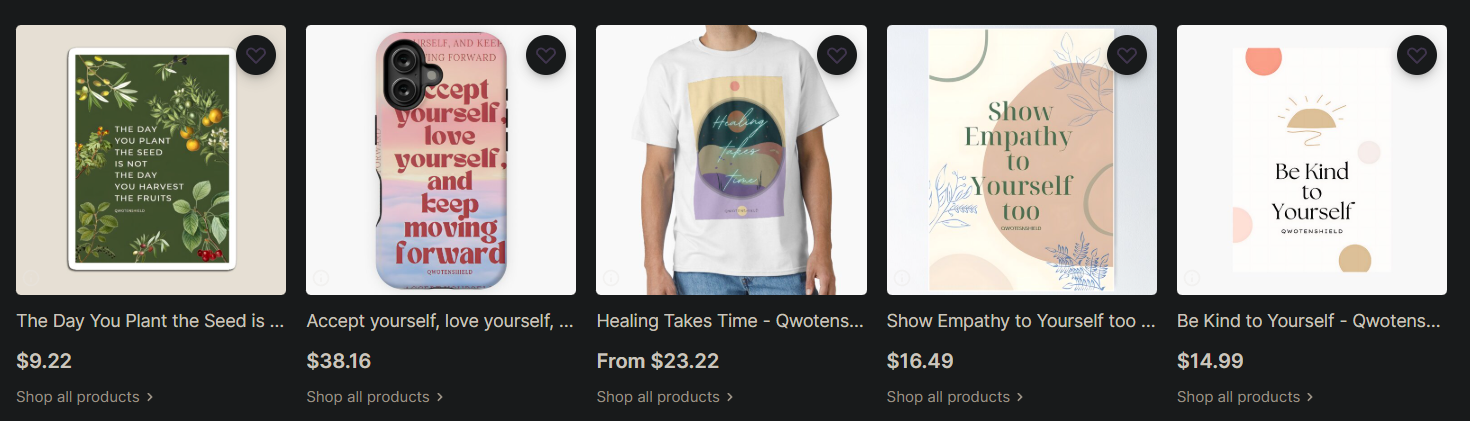 THE DAY
YOU PLANT
THE SEED
IS NOT
THE DAY
YOU HARVEST
THE FRUITS
QWOTENSHIELD
YOURSELF, AND KEEP
MOVING FORWARD
Accept
yourself,
love
yourself,
and
keep
moving
forward
QWOTENSHIELD
Healing
takes
time
Show
Empathy
to
Yourself
too
QWOTENSHIELD
Be Kind
to
Yourself
QWOTENSHIELD
The Day You Plant the Seed is ...
Accept yourself, love yourself, ...
Healing Takes Time - Qwotens...
Show Empathy to Yourself too ...
Be Kind to Yourself - Qwotens...
$9.22
$38.16
From $23.22
$16.49
$14.99
Shop all products >
Shop all products >
Shop all products >
Shop all products >
Shop all products >